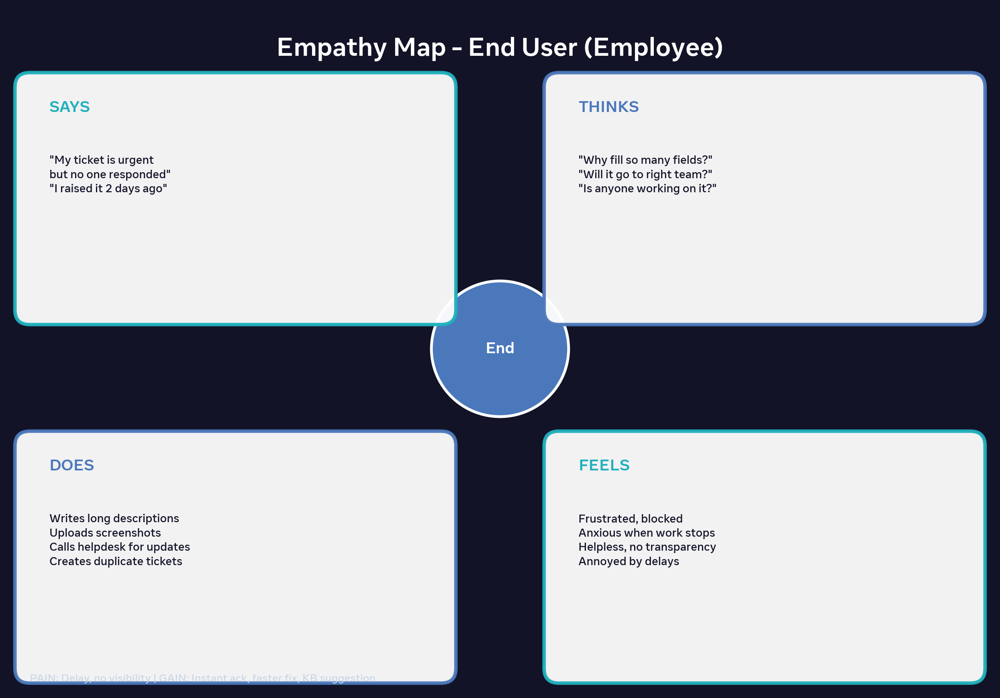 Empathy Map - End User (Employee)
SAYS
"My ticket is urgent
but no one responded"
"I raised it 2 days ago"
THINKS
"Why fill so many fields?"
"Will it go to right team?"
"Is anyone working on it?"
End
DOES
Writes long descriptions
Uploads screenshots
Calls helpdesk for updates
Creates duplicate tickets
FEELS
Frustrated, blocked
Anxious when work stops
Helpless, no transparency
Annoyed by delays
PAIN: Delay, no visibility | GAIN: Instant ack, faster fix, KB suggestion